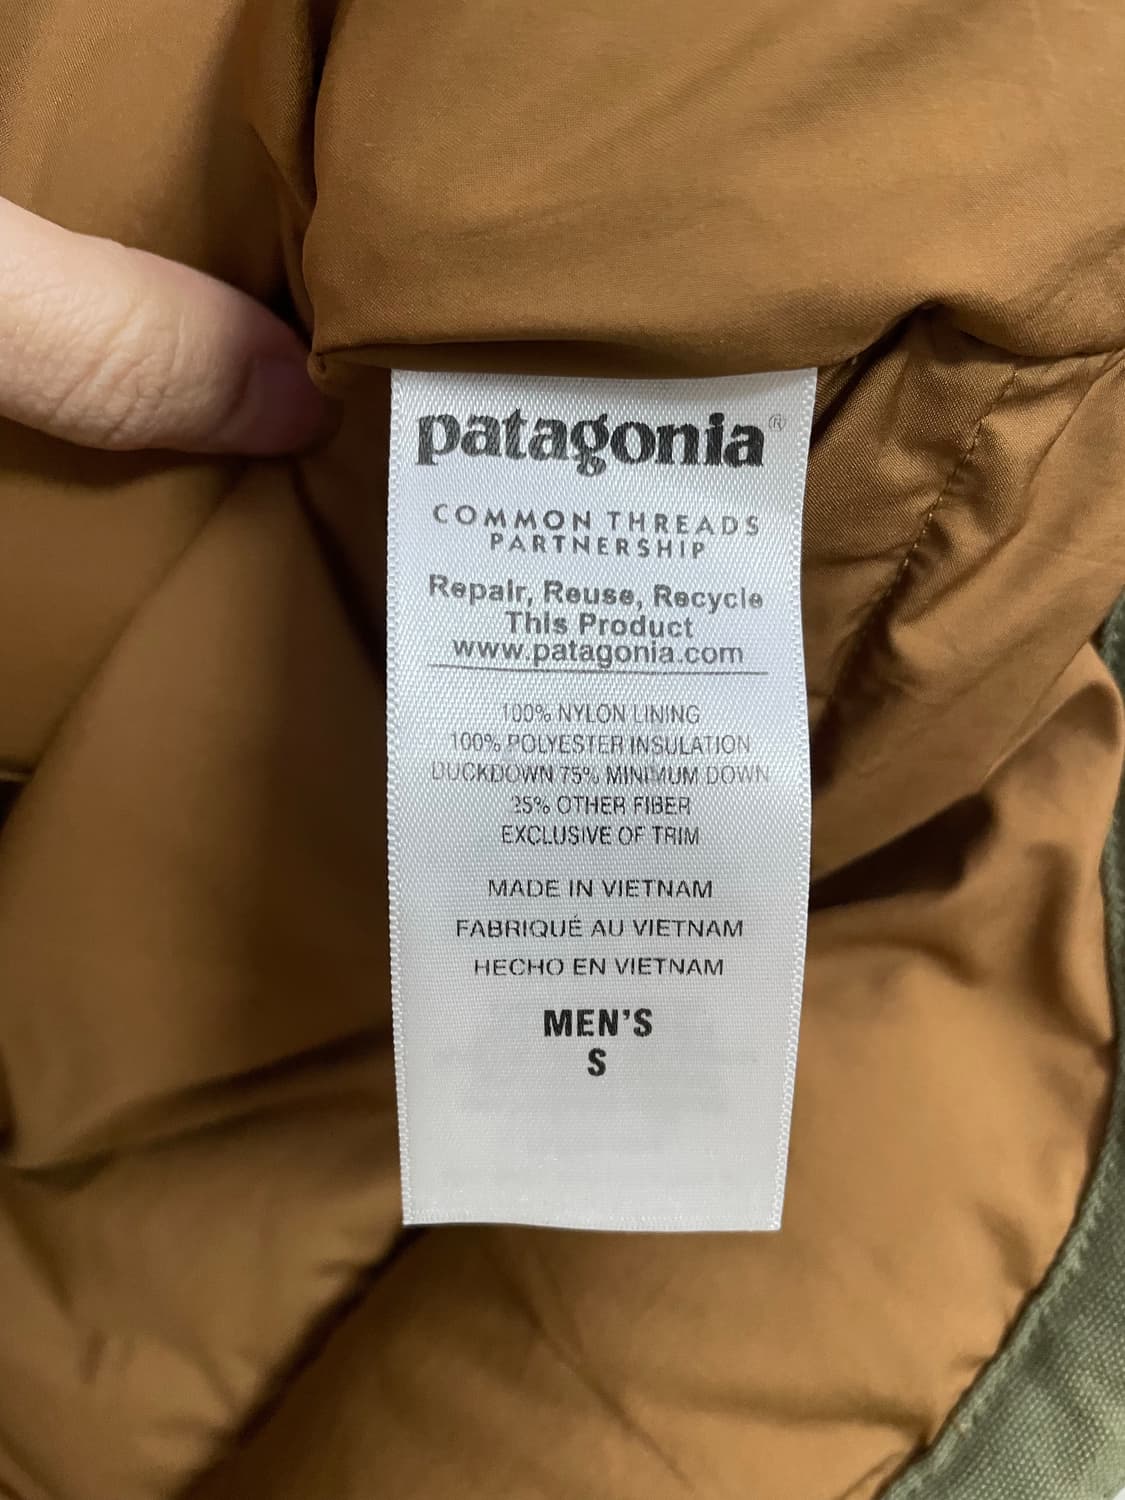 patagonia®
COMMON THREADS
PARTNERSHIP
Repair, Reuse, Recycle
This Product
www.patagonia.com
100% NYLON LINING
100% POLYESTER INSULATION
DUCKDOWN 75% MINIMUM DOWN
25% OTHER FIBER
EXCLUSIVE OF TRIM
MADE IN VIETNAM
FABRIQUÉ AU VIETNAM
HECHO EN VIETNAM
MEN'S
S